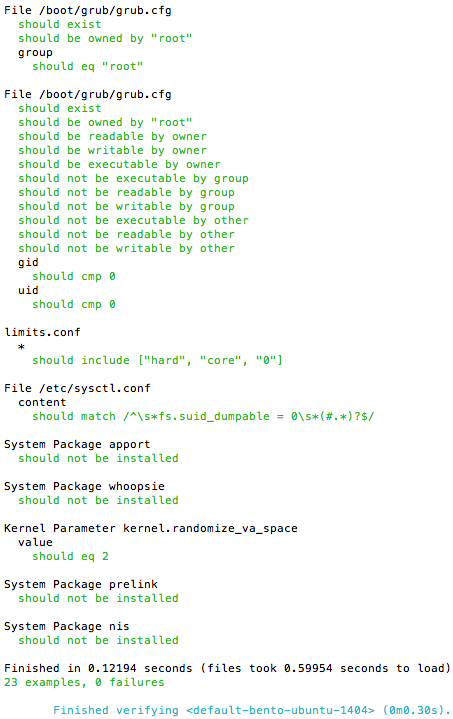 File /boot/grub/grub.cfg
should exist
should be owned by "root"
group
should eq "root"
File /boot/grub/grub.cfg
should exist
should be owned by "root"
should be readable by owner
should be writable by owner
should be executable by owner
should not be executable by group
should not be readable by group
should not be writable by group
should not be executable by other
should not be readable by other
should not be writable by other
gid
should cmp 0
uid
should cmp 0
limits.conf
*
should include ["hard", "core", "0"]
File /etc/sysctl.conf
content
should match /^\s*fs.suid_dumpable = 0\s*(#.*)?$/
System Package apport
should not be installed
System Package whoopsie
should not be installed
Kernel Parameter kernel.randomize_va_space
value
should eq 2
System Package prelink
should not be installed
System Package nis
should not be installed
Finished in 0.12194 seconds (files took 0.59954 seconds to load)
23 examples, 0 failures
Finished verifying <default-bento-ubuntu-1404> (0m0.30s).